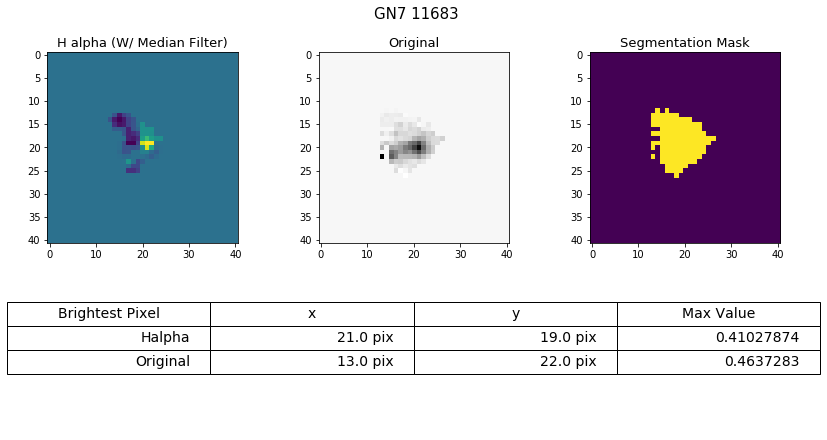 GN7 11683
H alpha (W/ Median Filter) Original Segmentation Mask
0 0 0
5 5 5
10 10 10
15 15 15
20 20 20
25 25 25
30 30 30
35 35 35
40 40 40
0 10 20 30 40 0 10 20 30 40 0 10 20 30 40
Brightest Pixel x y Max Value
Halpha 21.0 pix 19.0 pix 0.41027874
Original 13.0 pix 22.0 pix 0.4637283